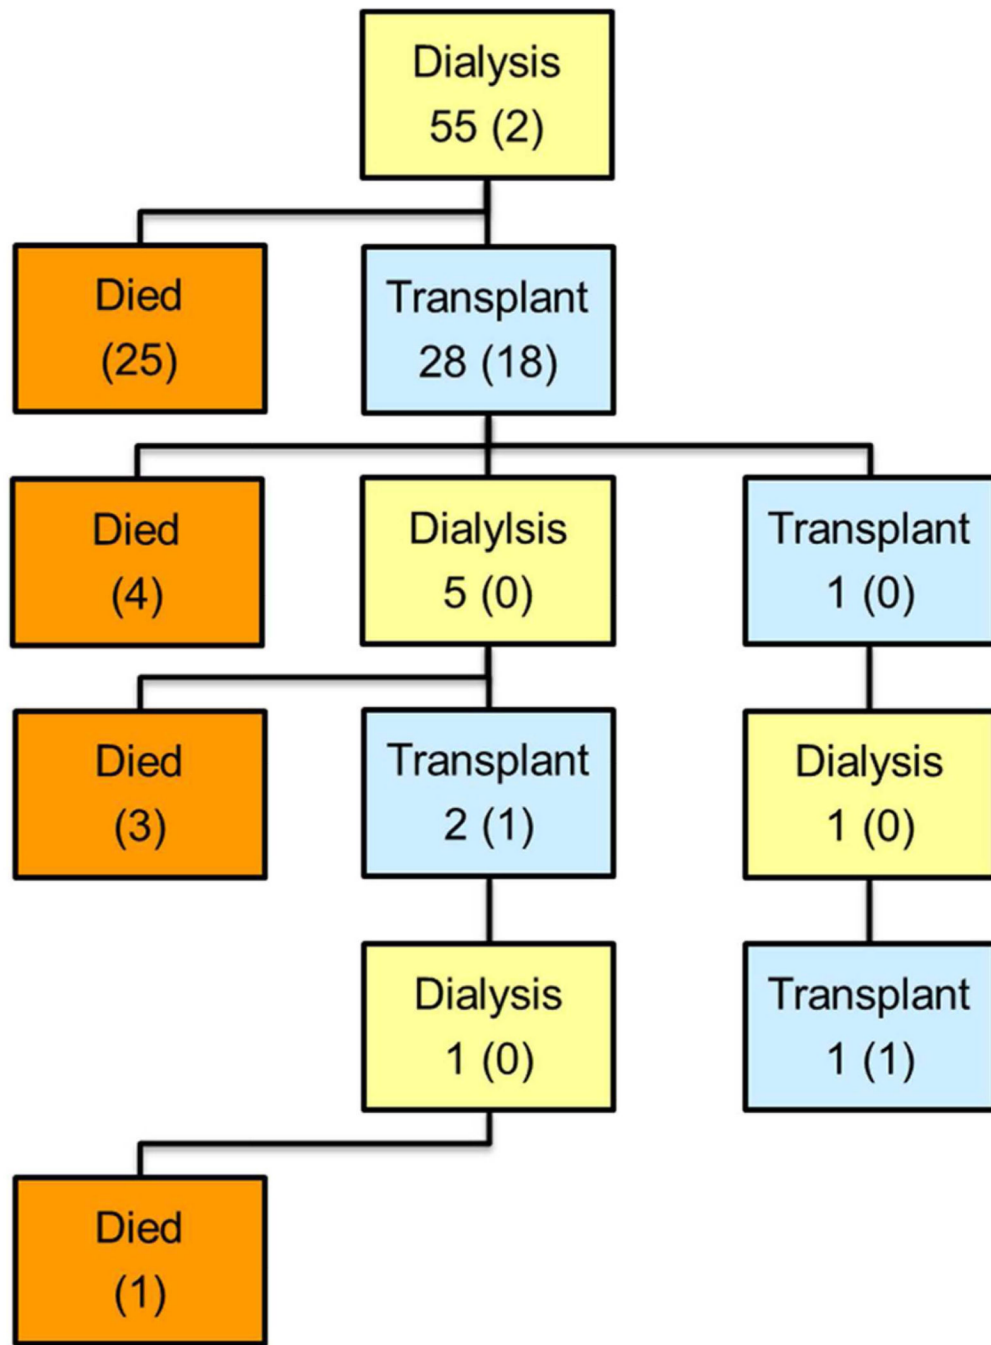 Dialysis
55 (2)
Died
(25)
Transplant
28 (18)
Died
(4)
Dialylsis
5 (0)
Transplant
1 (0)
Died
(3)
Transplant
2 (1)
Dialysis
1 (0)
Dialysis
1 (0)
Transplant
1 (1)
Died
(1)